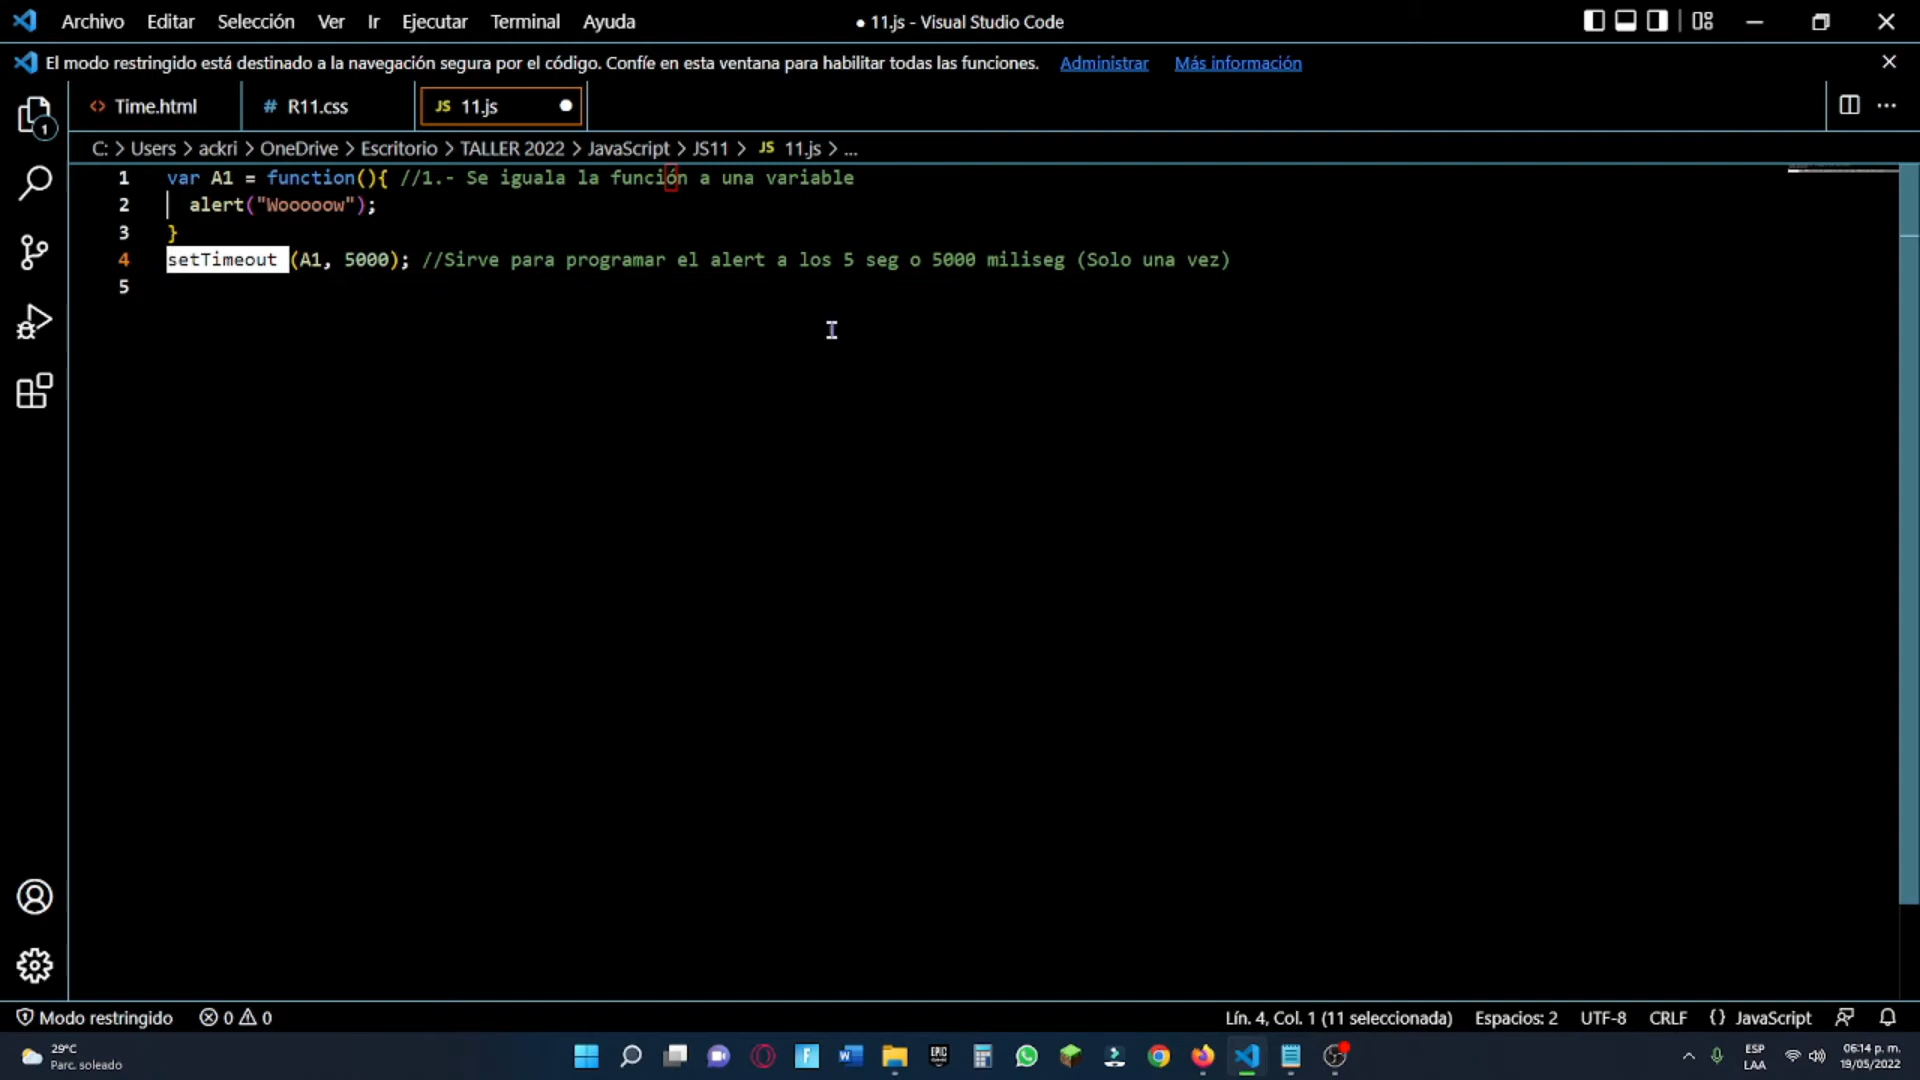 Archivo Editar Selección Ver Ir Ejecutar Terminal Ayuda ● 11.js - Visual Studio Code
El modo restringido está destinado a la navegación segura por el código. Confíe en esta ventana para habilitar todas las funciones. Administrar Más información
<> Time.html # R11.css JS 11.js ●
1
C: > Users > ackri > OneDrive > Escritorio > TALLER 2022 > JavaScript > JS11 > JS 11.js > ...
1 var A1 = function(){ //1.- Se iguala la función a una variable
2 alert("Wooooow");
3 }
4 setTimeout (A1, 5000); //Sirve para programar el alert a los 5 seg o 5000 miliseg (Solo una vez)
5
Modo restringido 0 0 Lín. 4, Col. 1 (11 seleccionada) Espacios: 2 UTF-8 CRLF {} JavaScript
29°C
Parc. soleado
F
W
EPIC
GAMES
ESP
LAA
06:14 p. m.
19/05/2022